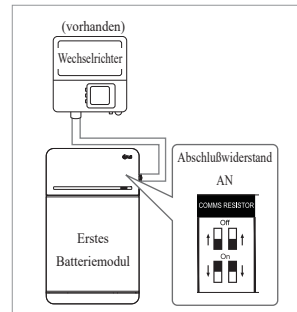 (vorhanden)
Wechselrichter
Abschlußwiderstand
AN
COMMS RESISTOR
Off
On
Erstes
Batteriemodul